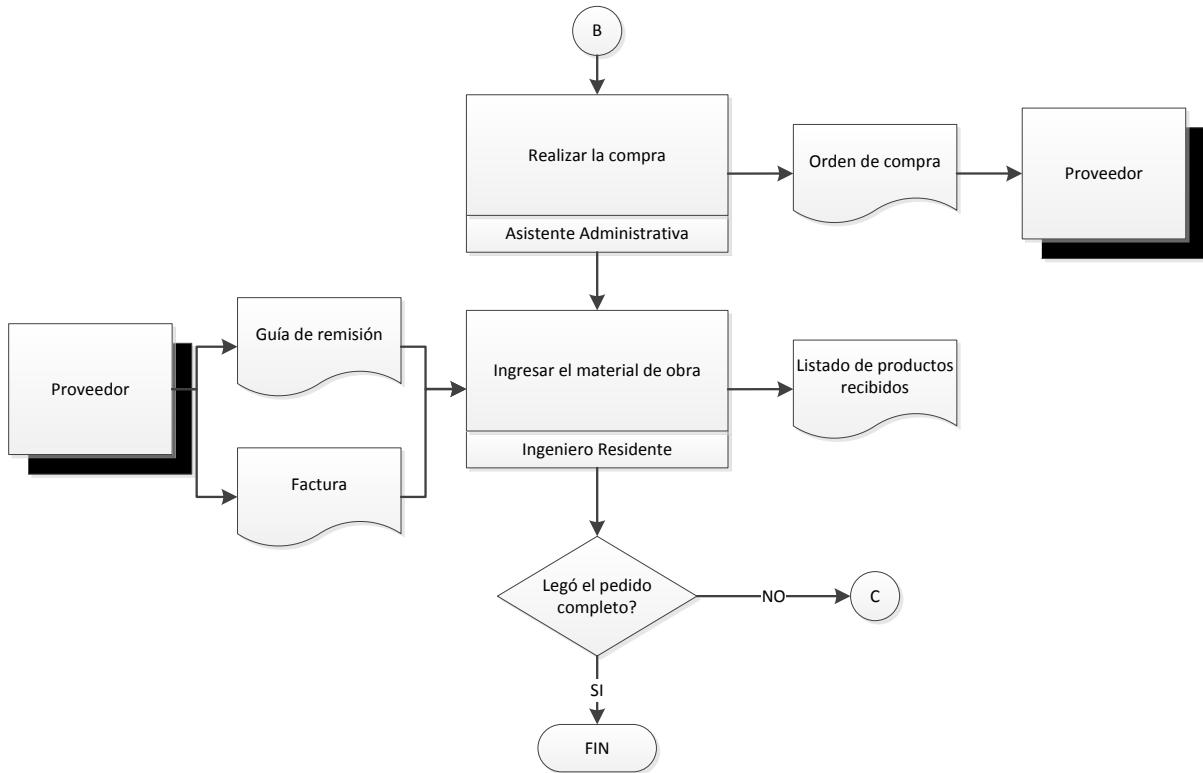 B
Realizar la compra
Asistente Administrativa
Orden de compra
Proveedor
Proveedor
Guía de remisión
Factura
Ingresar el material de obra
Ingeniero Residente
Listado de productos
recibidos
Legó el pedido
completo?
NO
C
SI
FIN